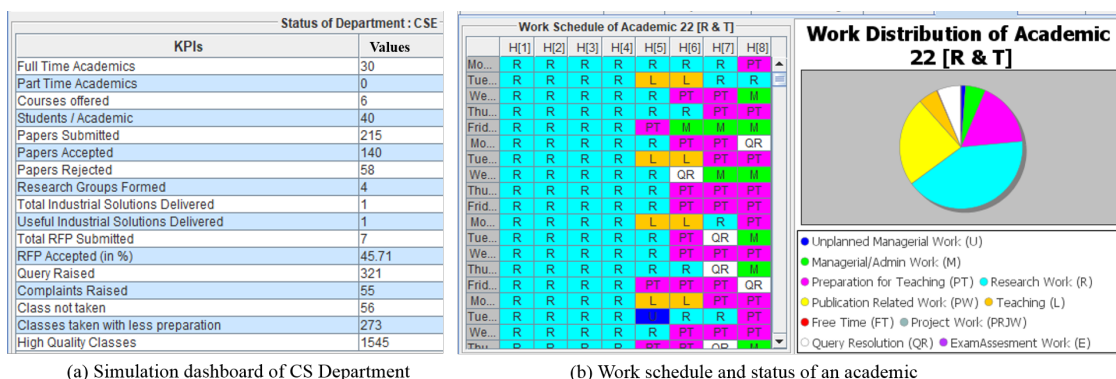 Status of Department : CSE
KPIs Values
Full Time Academics 30
Part Time Academics 0
Courses offered 6
Students / Academic 40
Papers Submitted 215
Papers Accepted 140
Papers Rejected 58
Research Groups Formed 4
Total Industrial Solutions Delivered 1
Useful Industrial Solutions Delivered 1
Total RFP Submitted 7
RFP Accepted (in %) 45.71
Query Raised 321
Complaints Raised 55
Class not taken 56
Classes taken with less preparation 273
High Quality Classes 1545
(a) Simulation dashboard of CS Department
Work Schedule of Academic 22 [R & T]
H[1] H[2] H[3] H[4] H[5] H[6] H[7] H[8]
Mo... R R R R R R R PT
Tue... R R R R L L R R
We... R R R R R PT PT M
Thu... R R R R R R PT PT
Frid... R R R R PT M M M
Mo... R R R R R PT PT QR
Tue... R R R R L L PT PT
We... R R R R R QR M M
Thu... R R R R R PT PT PT
Frid... R R R R R PT PT PT
Mo... R R R R L L R PT
Tue... R R R R R PT QR M
We... R R R R R PT PT PT
Thu... R R R R R R QR M
Frid... R R R R PT PT PT QR
Mo... R R R R L L PT PT
Tue... R R R R U R R PT
We... R R R R R PT PT PT
Thu... R R R R PT PT QR M
Work Distribution of Academic
22 [R & T]
Unplanned Managerial Work (U)
Managerial/Admin Work (M)
Preparation for Teaching (PT) Research Work (R)
Publication Related Work (PW) Teaching (L)
Free Time (FT) Project Work (PRJW)
Query Resolution (QR) ExamAssesment Work (E)
(b) Work schedule and status of an academic